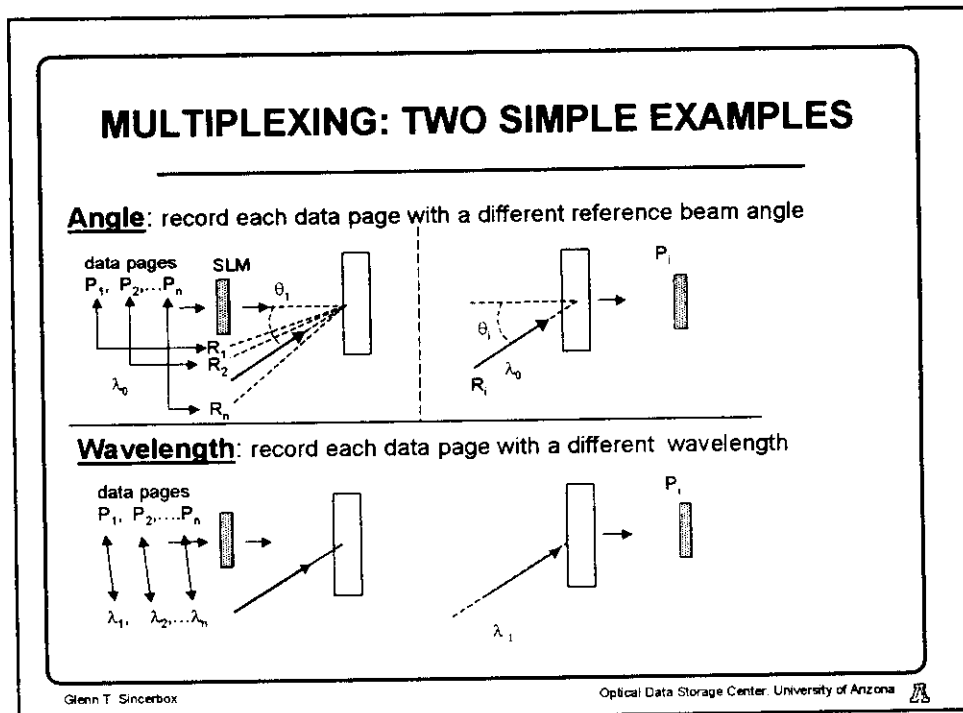 MULTIPLEXING: TWO SIMPLE EXAMPLES
Angle: record each data page with a different reference beam angle
data pages
P₁, P₂,...Pₙ
SLM
θ₁
R₁
R₂
λ₀
Rₙ
Pᵢ
θᵢ
λ₀
Rᵢ
Wavelength: record each data page with a different wavelength
data pages
P₁, P₂,....Pₙ
λ₁, λ₂,...λₙ
Pᵢ
λ₁
Glenn T. Sincerbox
Optical Data Storage Center. University of Arizona
A